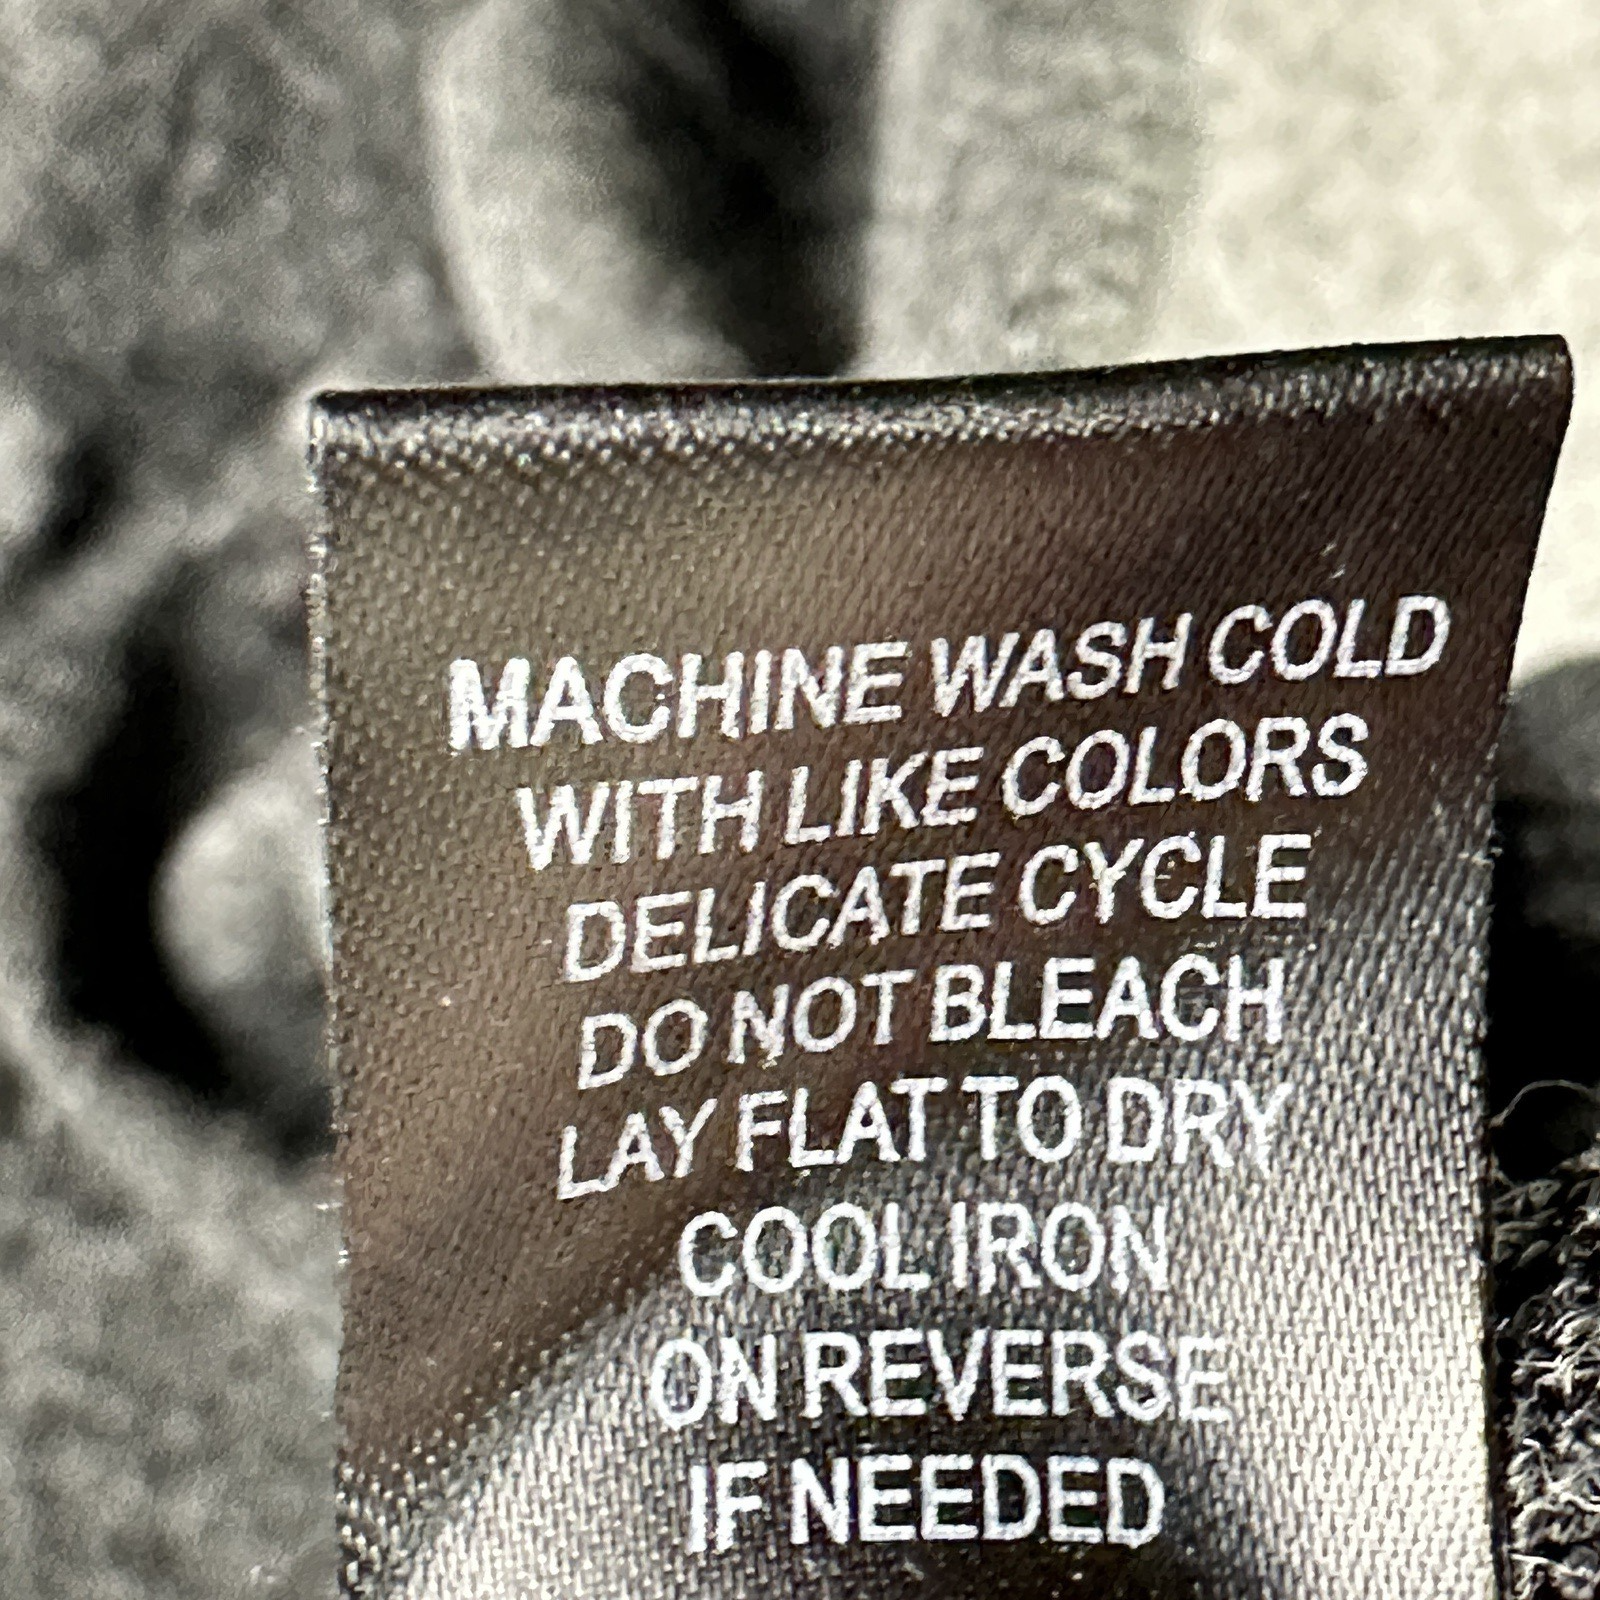 MACHINE WASH COLD
WITH LIKE COLORS
DELICATE CYCLE
DO NOT BLEACH
LAY FLAT TO DRY
COOL IRON
ON REVERSE
IF NEEDED